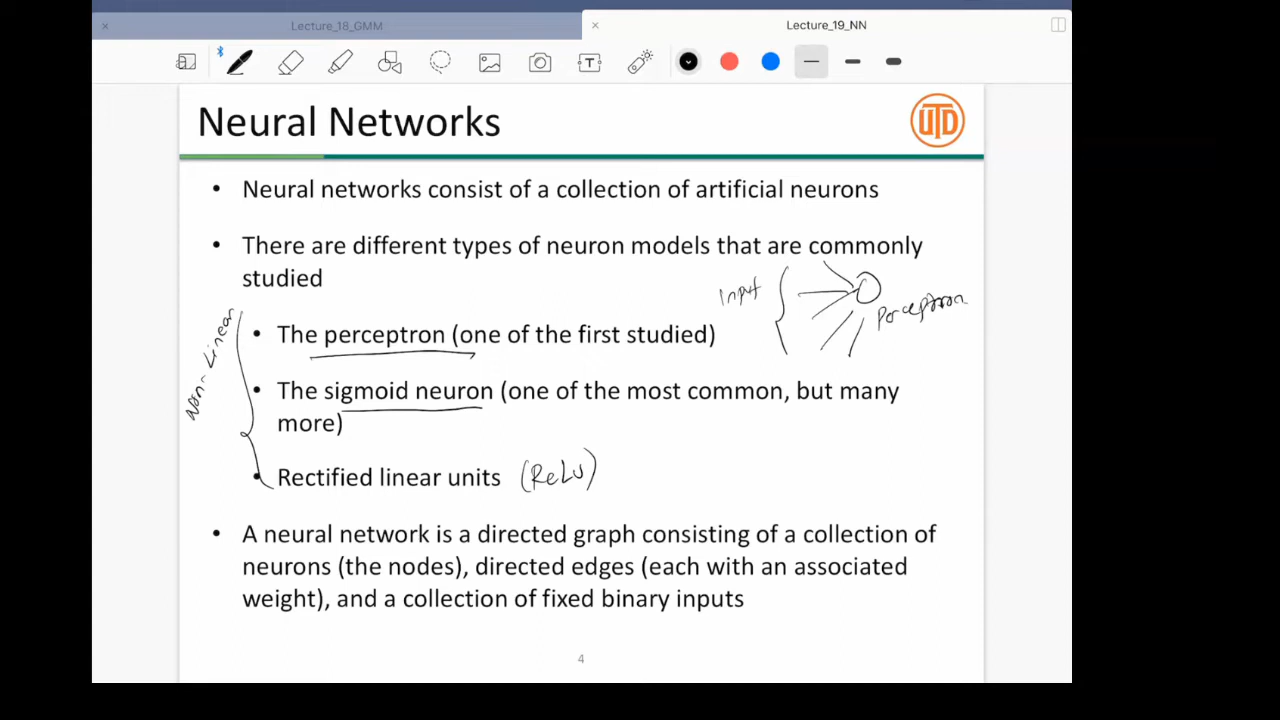 Lecture_18_GMM
Lecture_19_NN
T
Neural Networks
UTD
• Neural networks consist of a collection of artificial neurons
• There are different types of neuron models that are commonly
studied
Input
Perceptron
Non-Linear
• The perceptron (one of the first studied)
• The sigmoid neuron (one of the most common, but many
more)
• Rectified linear units (ReLU)
• A neural network is a directed graph consisting of a collection of
neurons (the nodes), directed edges (each with an associated
weight), and a collection of fixed binary inputs
4